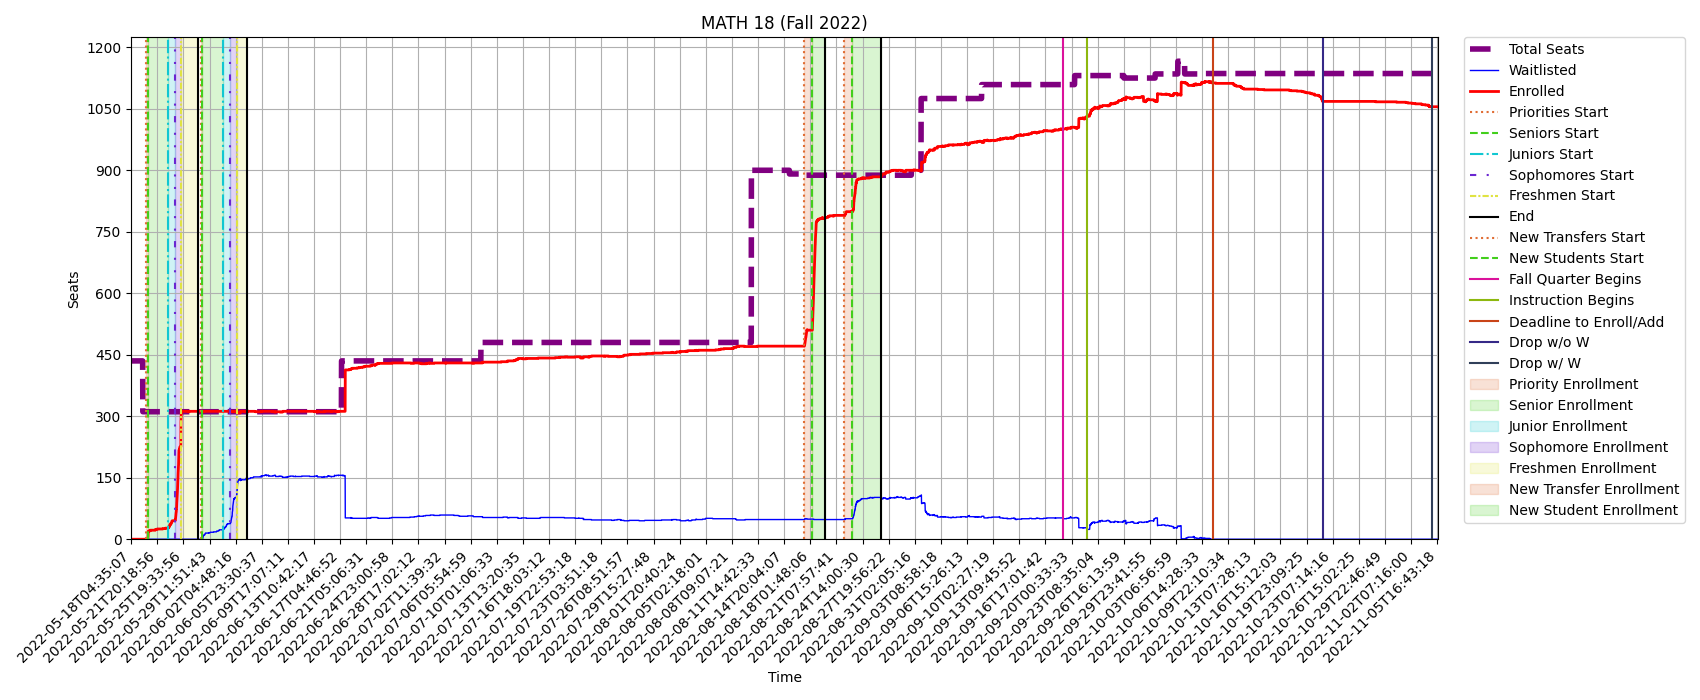 MATH 18 (Fall 2022)
Seats
1200
1050
900
750
600
450
300
150
0
2022-05-18T04:35:07
2022-05-21T20:18:56
2022-05-25T19:33:56
2022-05-29T11:51:43
2022-06-02T04:48:16
2022-06-05T23:30:37
2022-06-09T17:07:11
2022-06-13T10:42:17
2022-06-17T04:46:52
2022-06-21T05:06:31
2022-06-24T23:00:58
2022-06-28T17:02:12
2022-07-02T11:39:32
2022-07-06T05:54:59
2022-07-10T01:06:33
2022-07-13T13:20:35
2022-07-16T18:03:12
2022-07-19T22:53:18
2022-07-23T03:51:18
2022-07-26T08:51:57
2022-07-29T15:27:48
2022-08-01T20:40:24
2022-08-05T02:18:01
2022-08-08T09:07:21
2022-08-11T14:42:33
2022-08-14T20:04:07
2022-08-18T01:48:06
2022-08-21T07:57:41
2022-08-24T14:00:30
2022-08-27T19:56:22
2022-08-31T02:05:16
2022-09-03T08:58:18
2022-09-06T15:26:13
2022-09-10T02:27:19
2022-09-13T09:45:52
2022-09-16T17:01:42
2022-09-20T00:33:33
2022-09-23T08:35:04
2022-09-26T16:13:59
2022-09-29T23:41:55
2022-10-03T06:56:59
2022-10-06T14:28:33
2022-10-09T22:10:34
2022-10-13T07:28:13
2022-10-16T15:12:03
2022-10-19T23:09:25
2022-10-23T07:14:16
2022-10-26T15:02:25
2022-10-29T22:46:49
2022-11-02T07:16:00
2022-11-05T16:43:18
Time
Total Seats
Waitlisted
Enrolled
Priorities Start
Seniors Start
Juniors Start
Sophomores Start
Freshmen Start
End
New Transfers Start
New Students Start
Fall Quarter Begins
Instruction Begins
Deadline to Enroll/Add
Drop w/o W
Drop w/ W
Priority Enrollment
Senior Enrollment
Junior Enrollment
Sophomore Enrollment
Freshmen Enrollment
New Transfer Enrollment
New Student Enrollment